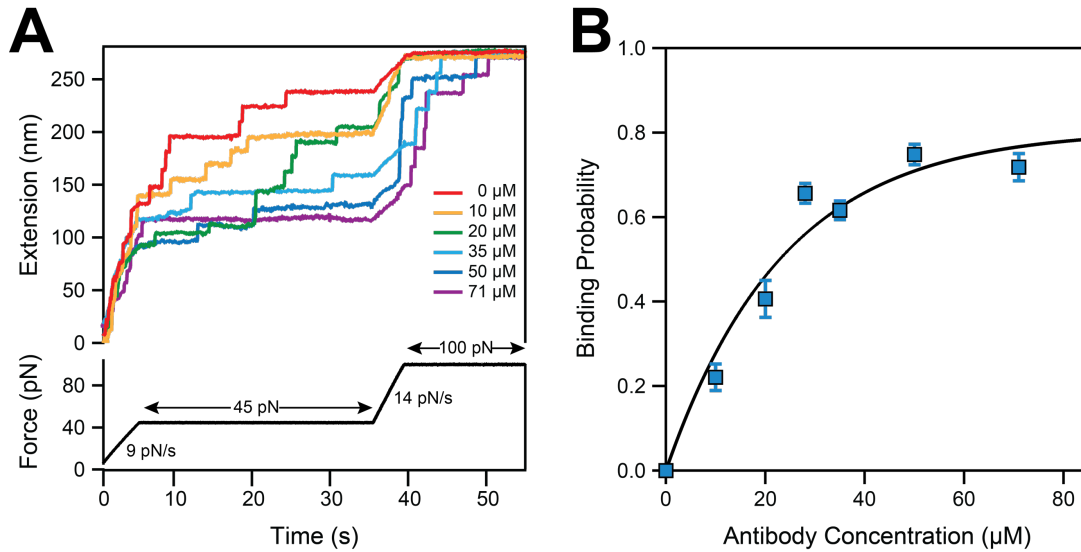 A
Extension (nm)
250
200
150
100
50
0
0 µM
10 µM
20 µM
35 µM
50 µM
71 µM
Force (pN)
80
40
0
100 pN
45 pN
14 pN/s
9 pN/s
0
10
20
30
40
50
Time (s)
B
Binding Probability
1.0
0.8
0.6
0.4
0.2
0.0
0
20
40
60
80
Antibody Concentration (µM)